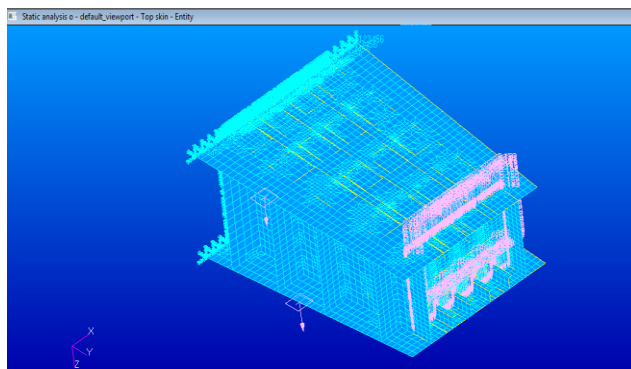 Static analysis o - default_viewport - Top skin - Entity
X
Y
Z